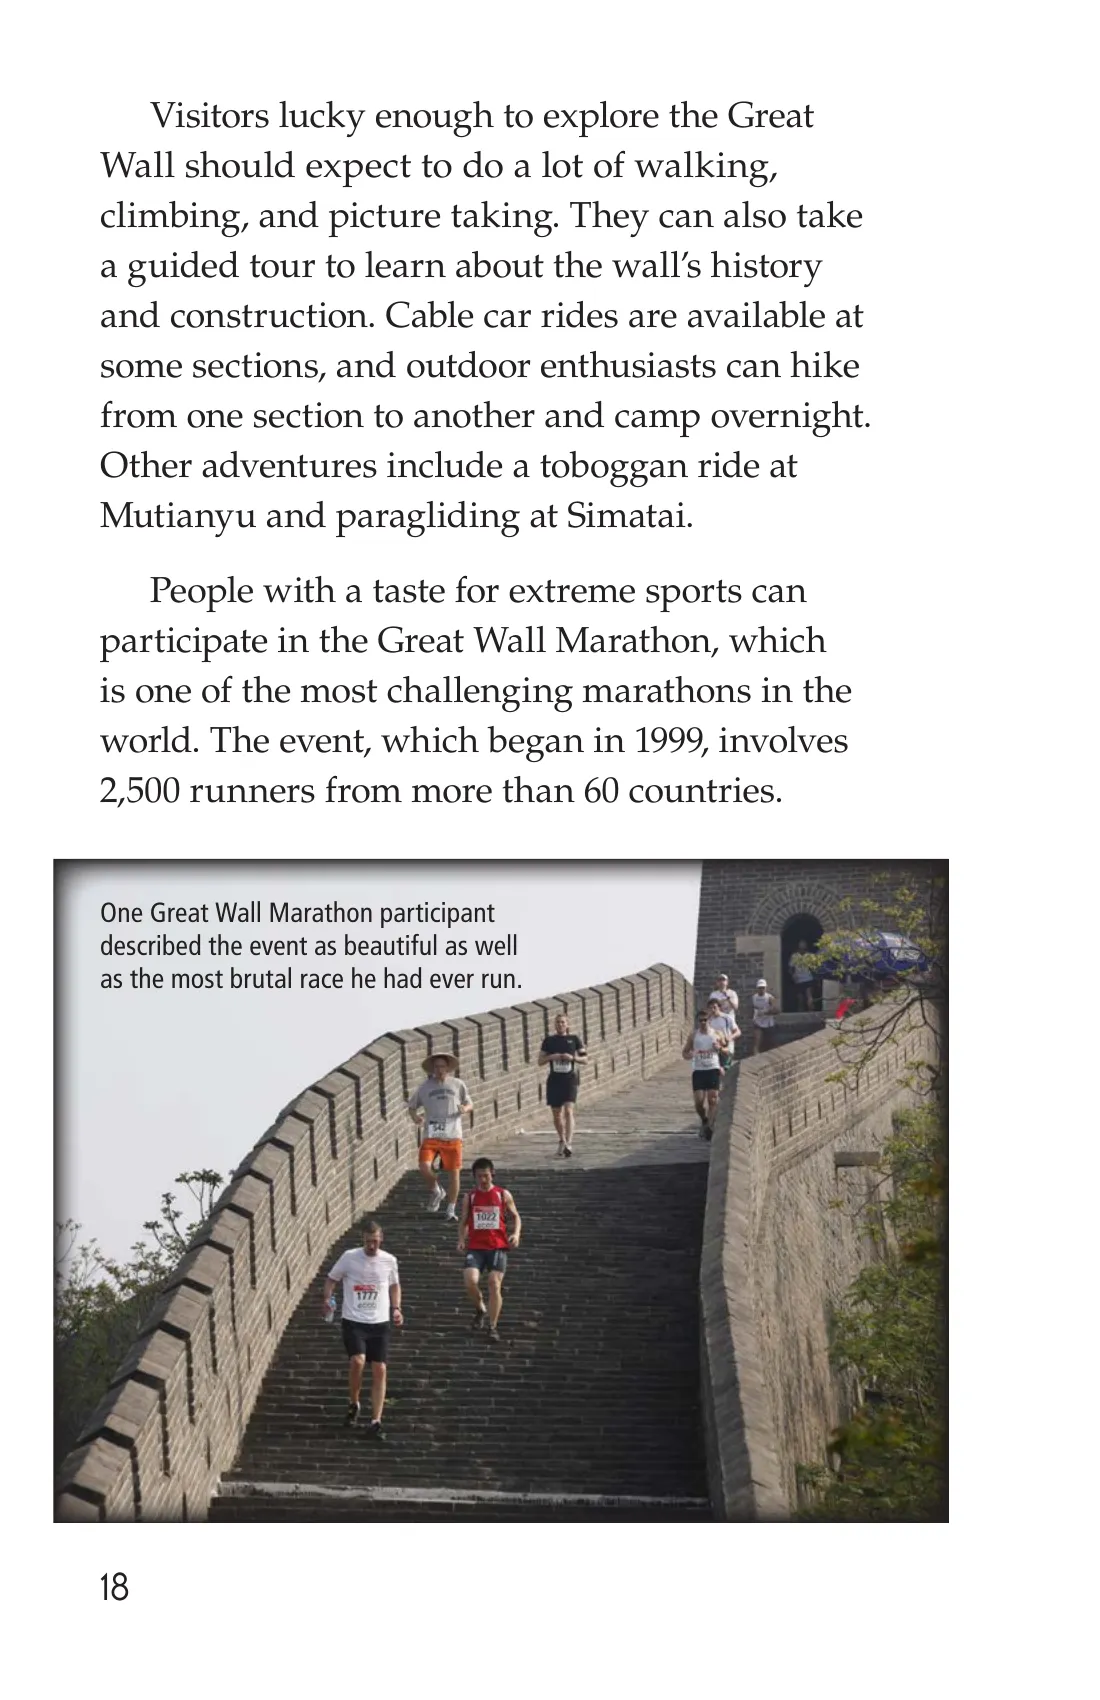 Visitors lucky enough to explore the Great
Wall should expect to do a lot of walking,
climbing, and picture taking. They can also take
a guided tour to learn about the wall’s history
and construction. Cable car rides are available at
some sections, and outdoor enthusiasts can hike
from one section to another and camp overnight.
Other adventures include a toboggan ride at
Mutianyu and paragliding at Simatai.
People with a taste for extreme sports can
participate in the Great Wall Marathon, which
is one of the most challenging marathons in the
world. The event, which began in 1999, involves
2,500 runners from more than 60 countries.
One Great Wall Marathon participant
described the event as beautiful as well
as the most brutal race he had ever run.
542
1022
1777
18